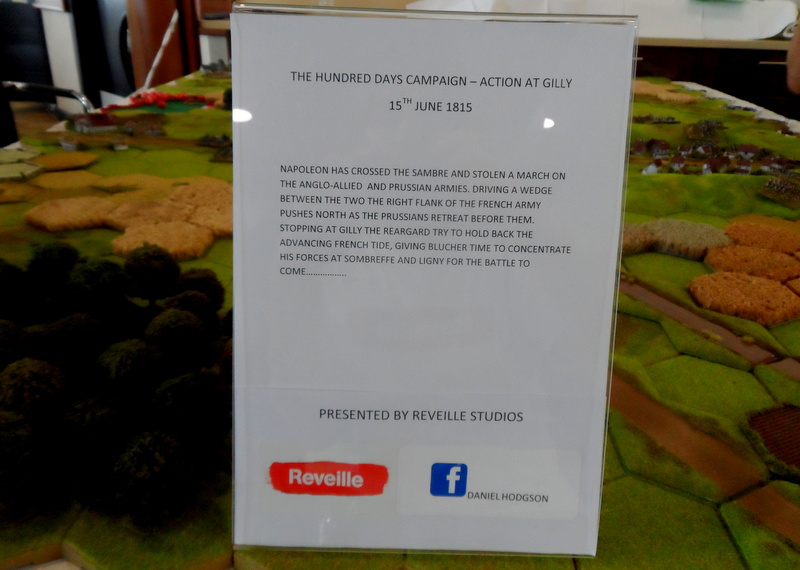 THE HUNDRED DAYS CAMPAIGN – ACTION AT GILLY
15TH JUNE 1815
NAPOLEON HAS CROSSED THE SAMBRE AND STOLEN A MARCH ON
THE ANGLO-ALLIED AND PRUSSIAN ARMIES. DRIVING A WEDGE
BETWEEN THE TWO THE RIGHT FLANK OF THE FRENCH ARMY
PUSHES NORTH AS THE PRUSSIANS RETREAT BEFORE THEM.
STOPPING AT GILLY THE REARGARD TRY TO HOLD BACK THE
ADVANCING FRENCH TIDE, GIVING BLUCHER TIME TO CONCENTRATE
HIS FORCES AT SOMBREFFE AND LIGNY FOR THE BATTLE TO
COME.................
PRESENTED BY REVEILLE STUDIOS
Reveille
f
DANIEL HODGSON